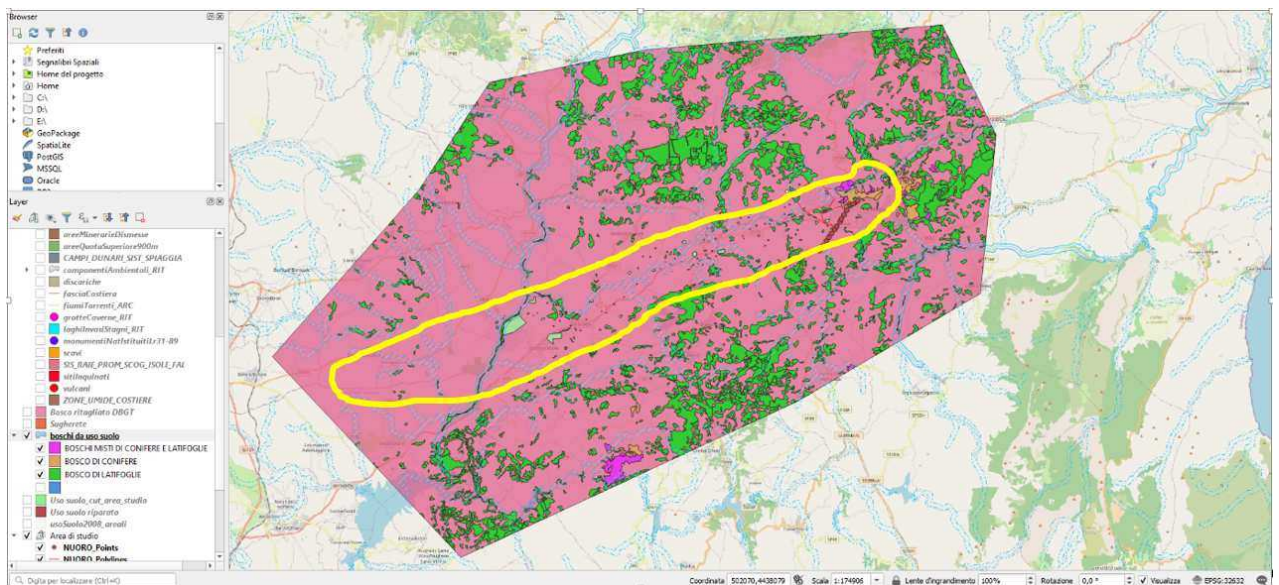 Browser
Preferiti
Segnalibri Spaziali
Home del progetto
Home
C:\
D:\
E:\
GeoPackage
SpatiaLite
PostGIS
MSSQL
Oracle
Layer
areeMinerarieDismesse
areeQuotaSuperiore900m
CAMPI_DUNARI_SIST_SPIAGGIA
componentiAmbientali_RIT
discariche
fasciaCostiera
fiumiTorrenti_ARC
grotteCaverne_RIT
laghiInvasiStagni_RIT
monumentiNatIstituitiLr31-89
scavi
SIS_BAIE_PROM_SCOG_ISOLE_FAL
sitiInquinati
vulcani
ZONE_UMIDE_COSTIERE
Bosco ritagliato DBGT
Sugherete
boschi da uso suolo
BOSCHI MISTI DI CONIFERE E LATIFOGLIE
BOSCO DI CONIFERE
BOSCO DI LATIFOGLIE
Uso suolo_cut_area_studio
Uso suolo riparato
usoSuolo2008_areali
Area di studio
NUORO_Points
NUORO_Polylines
Digita per localizzare (Ctrl+K)
Coordinata 502070,4438079 Scala 1:174906 Lente d'ingrandimento 100% Rotazione 0,0 ° Visualizza EPSG:32632